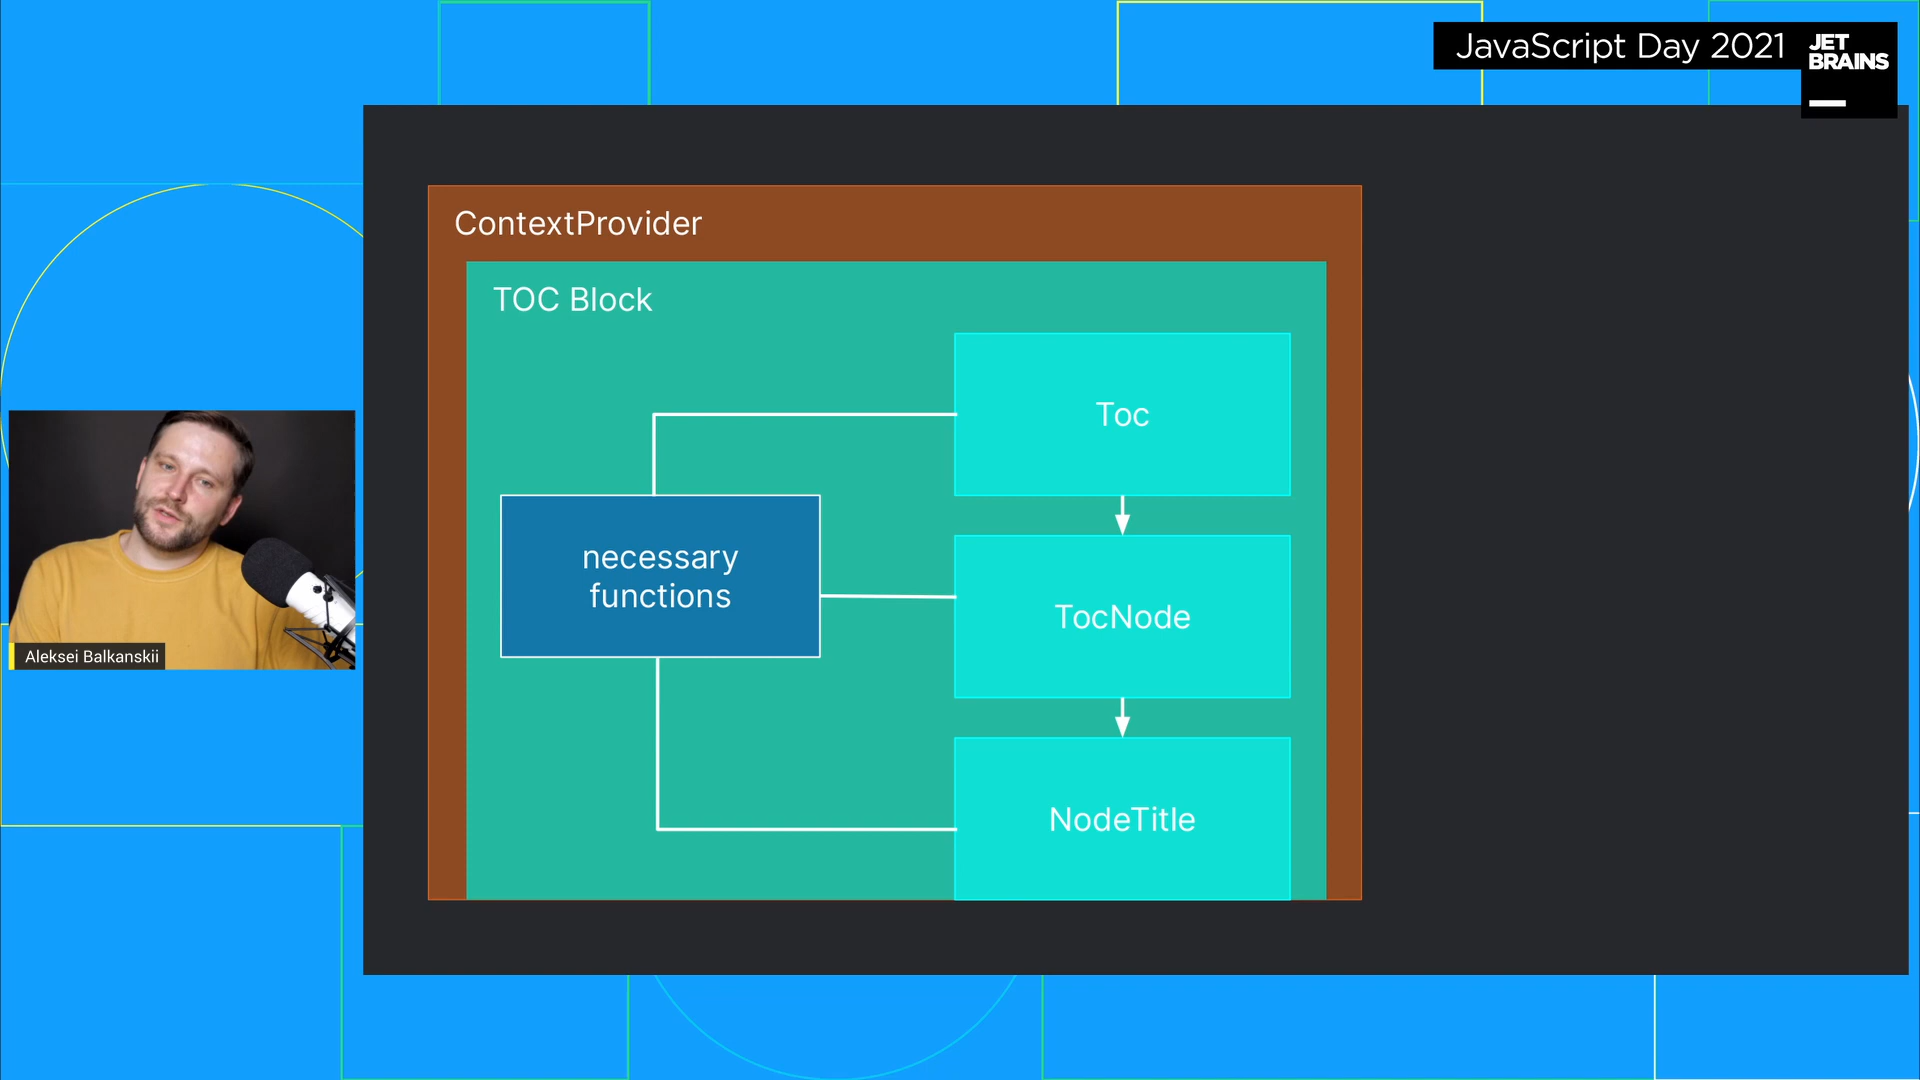 JavaScript Day 2021
JET
BRAINS
ContextProvider
TOC Block
Toc
necessary
functions
TocNode
NodeTitle
Aleksei Balkanskii